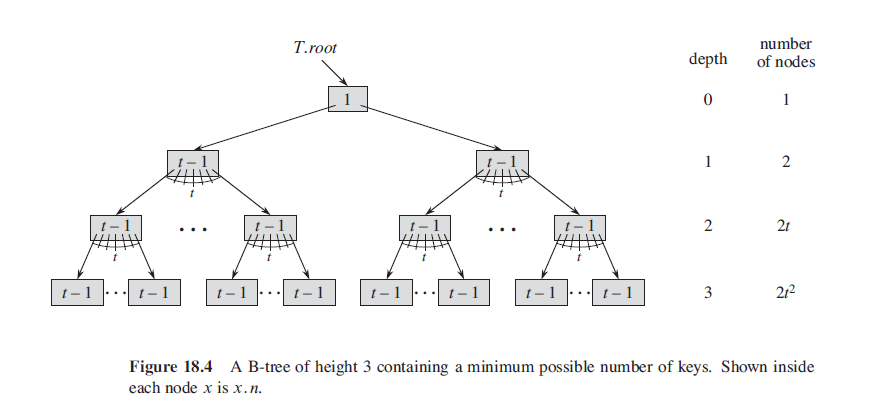 T.root
depth
number
of nodes
1
0
1
t – 1
t – 1
1
2
t
t
t – 1
. . .
t – 1
t – 1
. . .
t – 1
2
2t
t
t
t
t
t – 1
. . .
t – 1
t – 1
. . .
t – 1
t – 1
. . .
t – 1
t – 1
. . .
t – 1
3
2t²
Figure 18.4 A B-tree of height 3 containing a minimum possible number of keys. Shown inside
each node x is x.n.